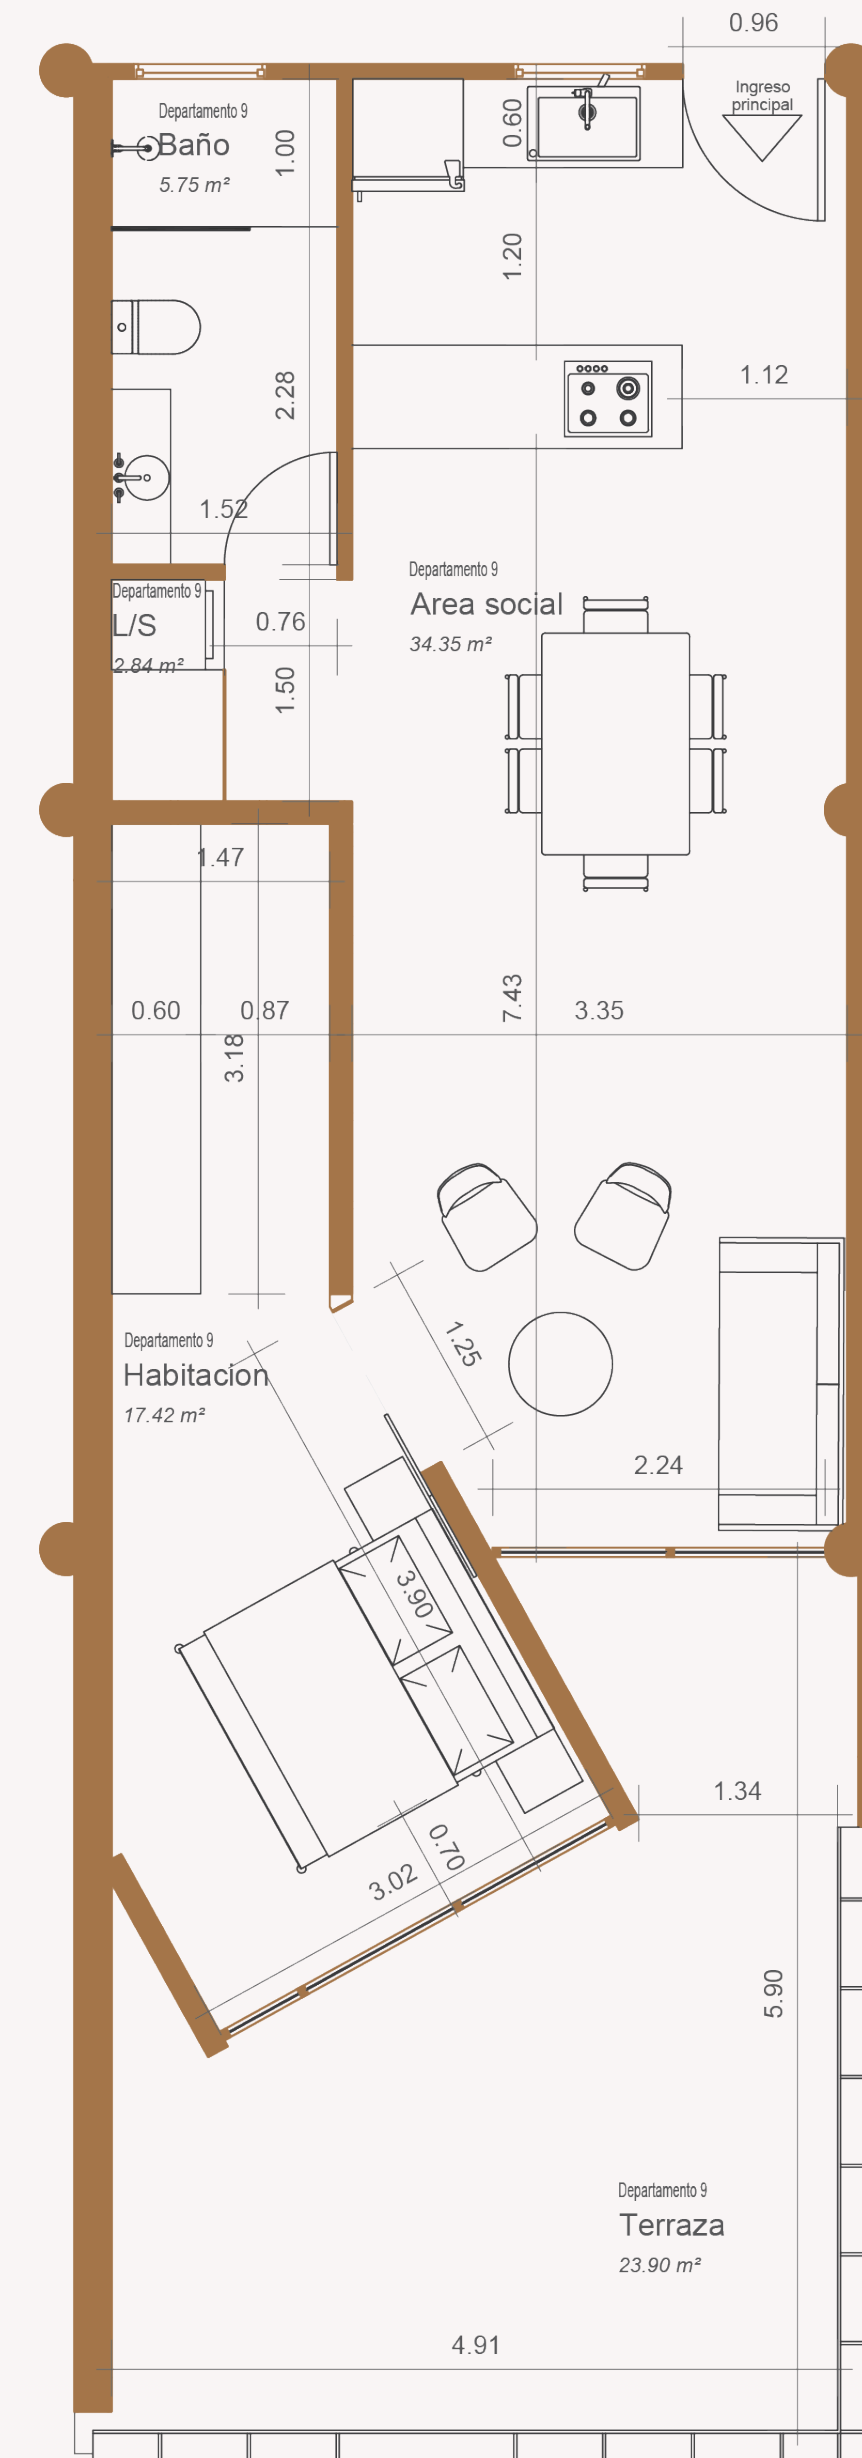 0.96
Ingreso
principal
Departamento 9
Baño
5.75 m²
1.00
0.60
1.20
2.28
1.12
1.52
Departamento 9
Area social
34.35 m²
Departamento 9
L/S
2.84 m²
0.76
1.50
1.47
0.60
0.87
3.18
7.43
3.35
1.25
Departamento 9
Habitacion
17.42 m²
2.24
3.90
1.34
0.70
3.02
5.90
Departamento 9
Terraza
23.90 m²
4.91